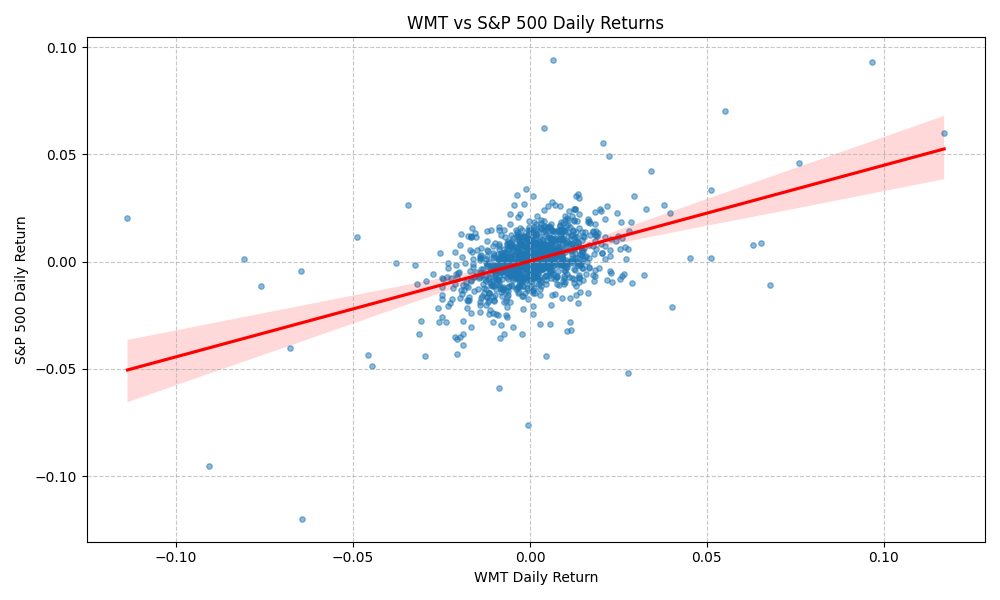 WMT vs S&P 500 Daily Returns
0.10
0.05
0.00
−0.05
−0.10
S&P 500 Daily Return
−0.10 −0.05 0.00 0.05 0.10
WMT Daily Return